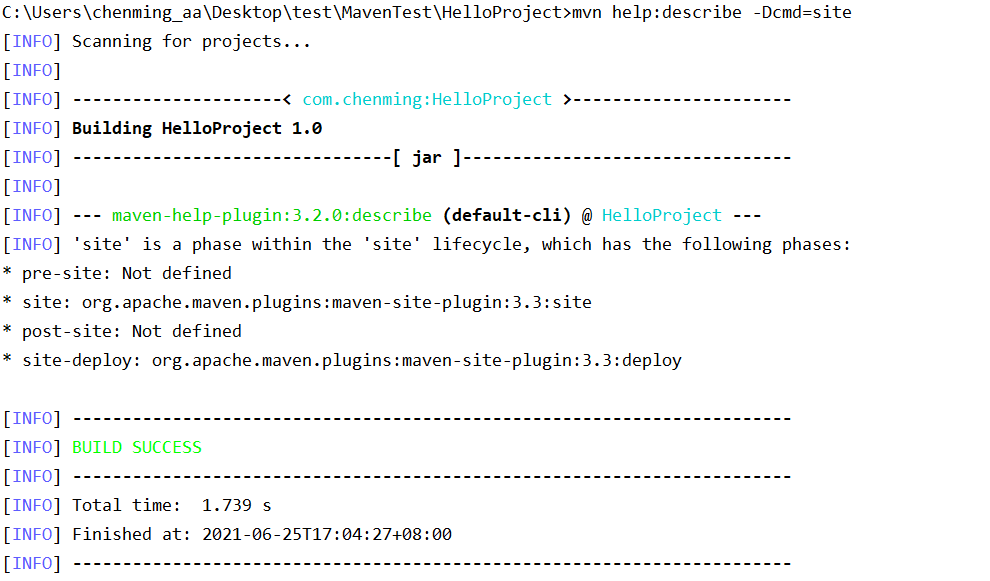 C:\Users\chenming_aa\Desktop\test\MavenTest\HelloProject>mvn help:describe -Dcmd=site
[INFO] Scanning for projects...
[INFO]
[INFO] ---------------------< com.chenming:HelloProject >----------------------
[INFO] Building HelloProject 1.0
[INFO] --------------------------------[ jar ]---------------------------------
[INFO]
[INFO] --- maven-help-plugin:3.2.0:describe (default-cli) @ HelloProject ---
[INFO] 'site' is a phase within the 'site' lifecycle, which has the following phases:
* pre-site: Not defined
* site: org.apache.maven.plugins:maven-site-plugin:3.3:site
* post-site: Not defined
* site-deploy: org.apache.maven.plugins:maven-site-plugin:3.3:deploy
[INFO] ------------------------------------------------------------------------
[INFO] BUILD SUCCESS
[INFO] ------------------------------------------------------------------------
[INFO] Total time:  1.739 s
[INFO] Finished at: 2021-06-25T17:04:27+08:00
[INFO] ------------------------------------------------------------------------